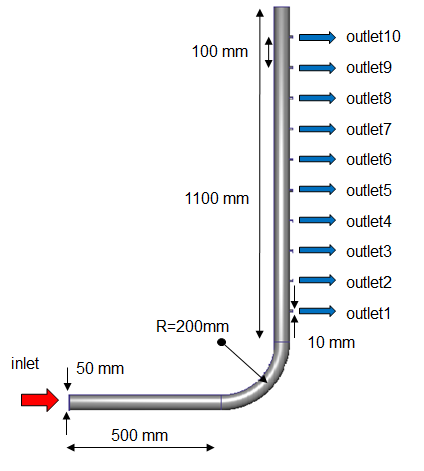 outlet10
100 mm
outlet9
outlet8
outlet7
outlet6
outlet5
1100 mm
outlet4
outlet3
outlet2
outlet1
R=200mm
10 mm
inlet
50 mm
500 mm